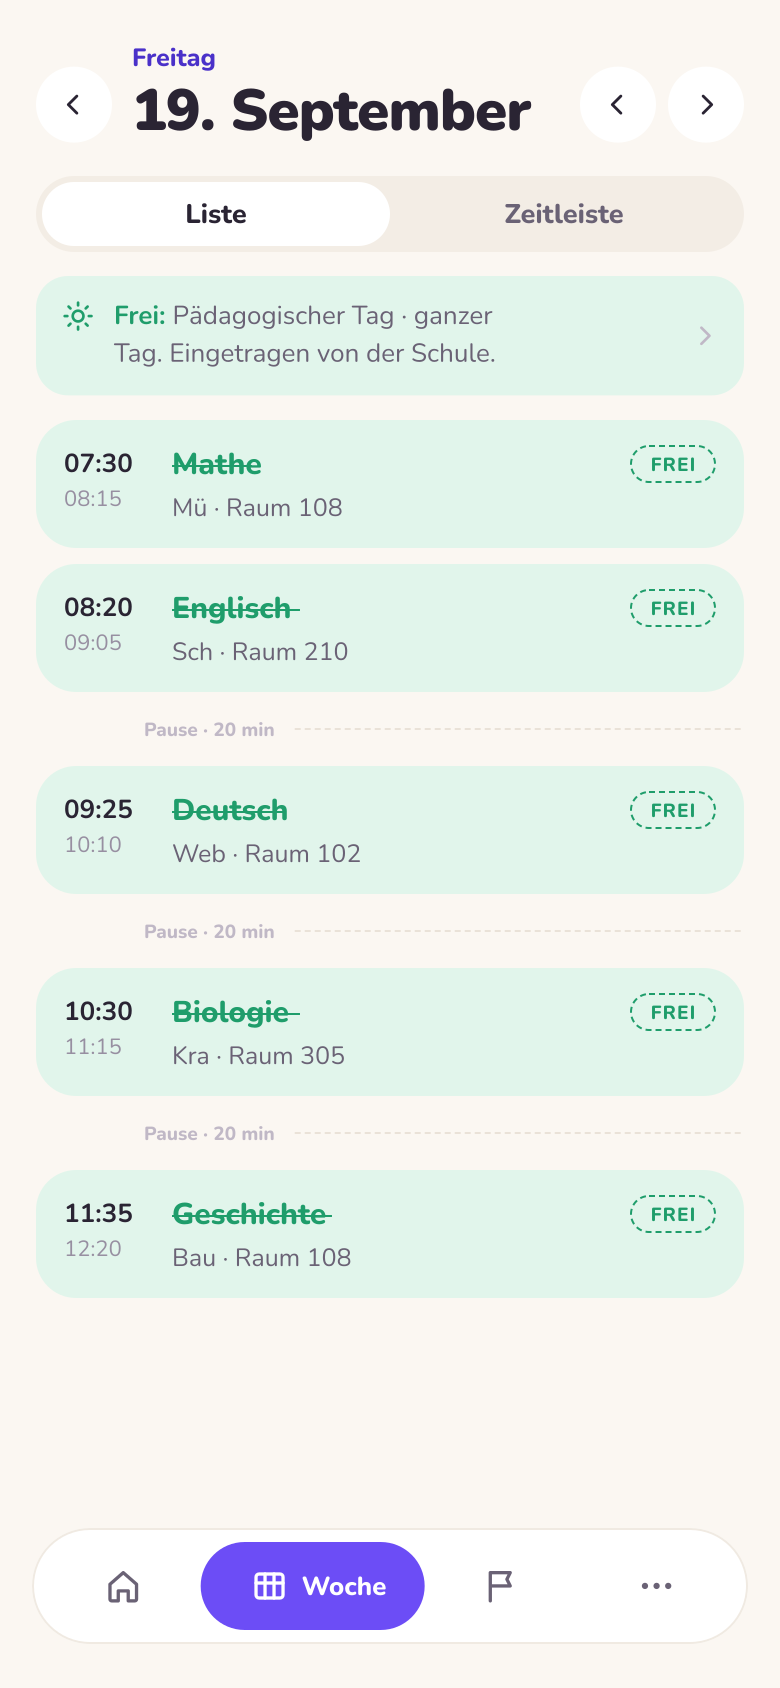 Freitag
19. September
Liste
Zeitleiste
Frei: Pädagogischer Tag · ganzer
Tag. Eingetragen von der Schule.
07:30 Mathe FREI
08:15 Mü · Raum 108
08:20 Englisch FREI
09:05 Sch · Raum 210
Pause · 20 min
09:25 Deutsch FREI
10:10 Web · Raum 102
Pause · 20 min
10:30 Biologie FREI
11:15 Kra · Raum 305
Pause · 20 min
11:35 Geschichte FREI
12:20 Bau · Raum 108
Woche